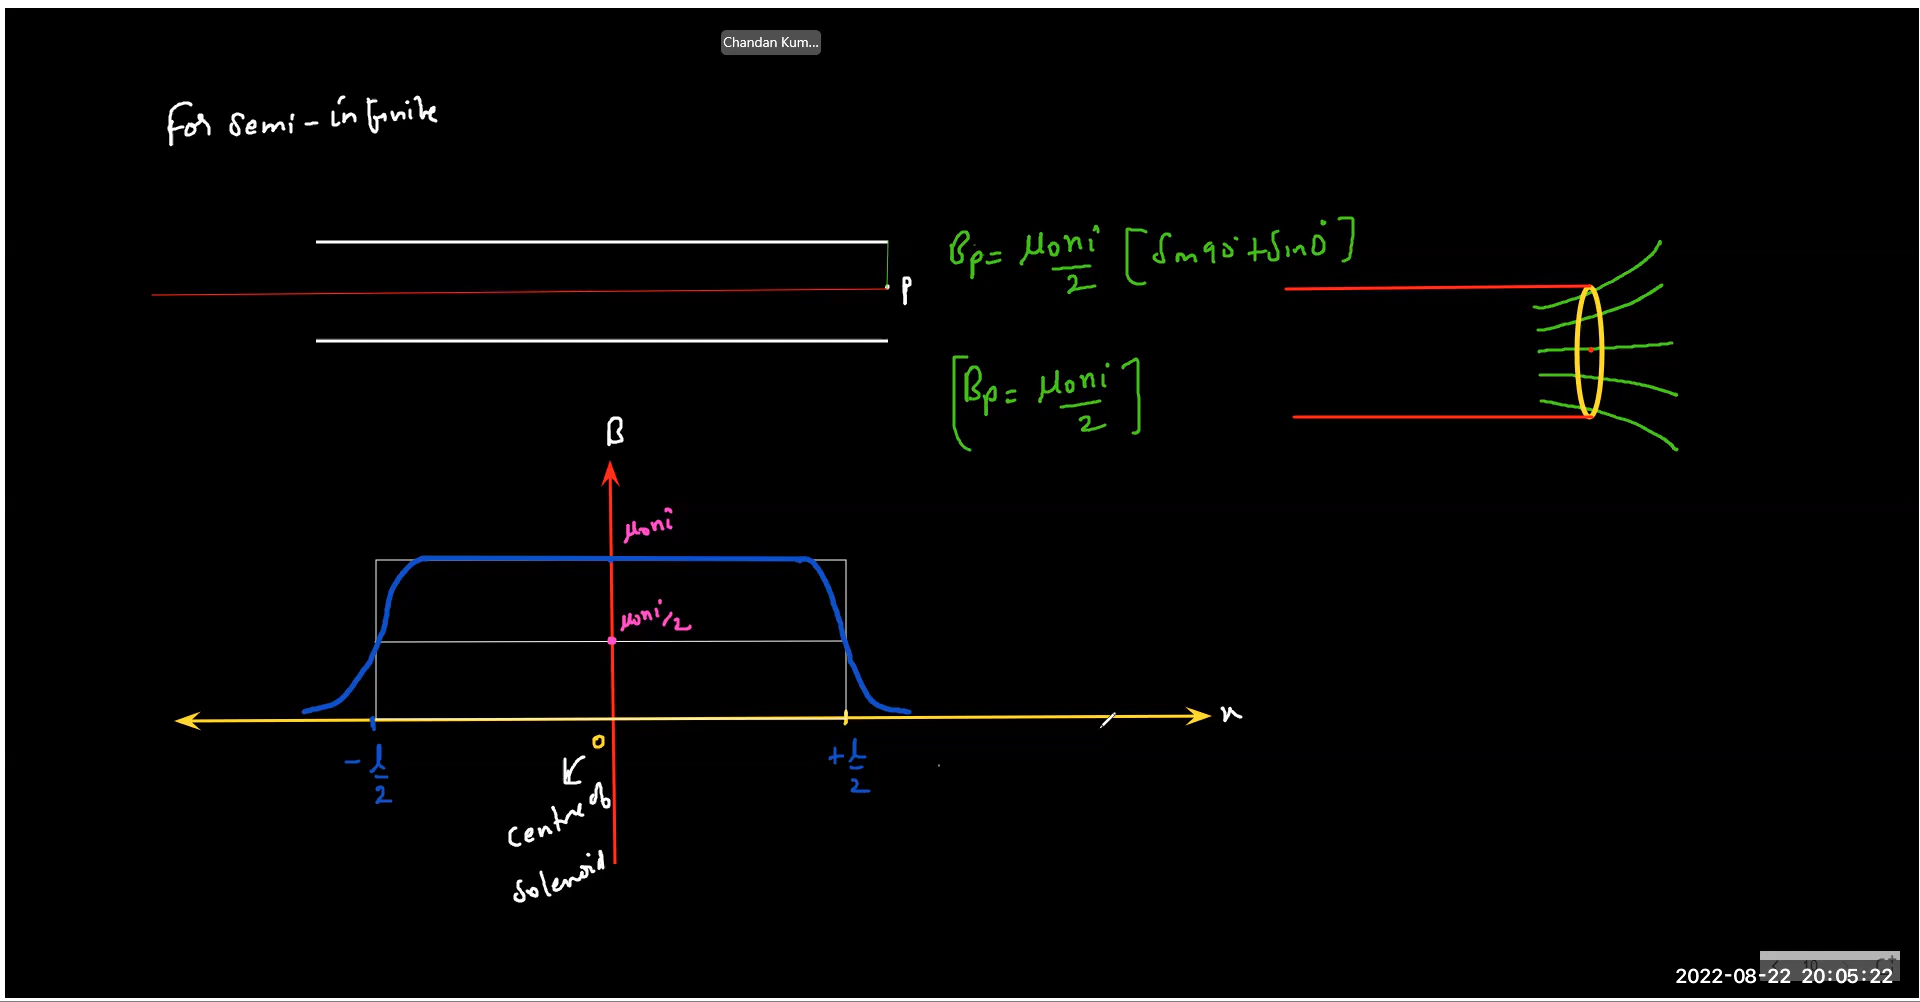 Chandan Kum...
For semi-infinite
P
Bp = μ₀ni/2 [sin90° + sin0°]
[Bp = μ₀ni/2]
B
μ₀ni
μ₀ni/2
x
-l/2
0
+l/2
centre of
solenoid
2022-08-22 20:05:22